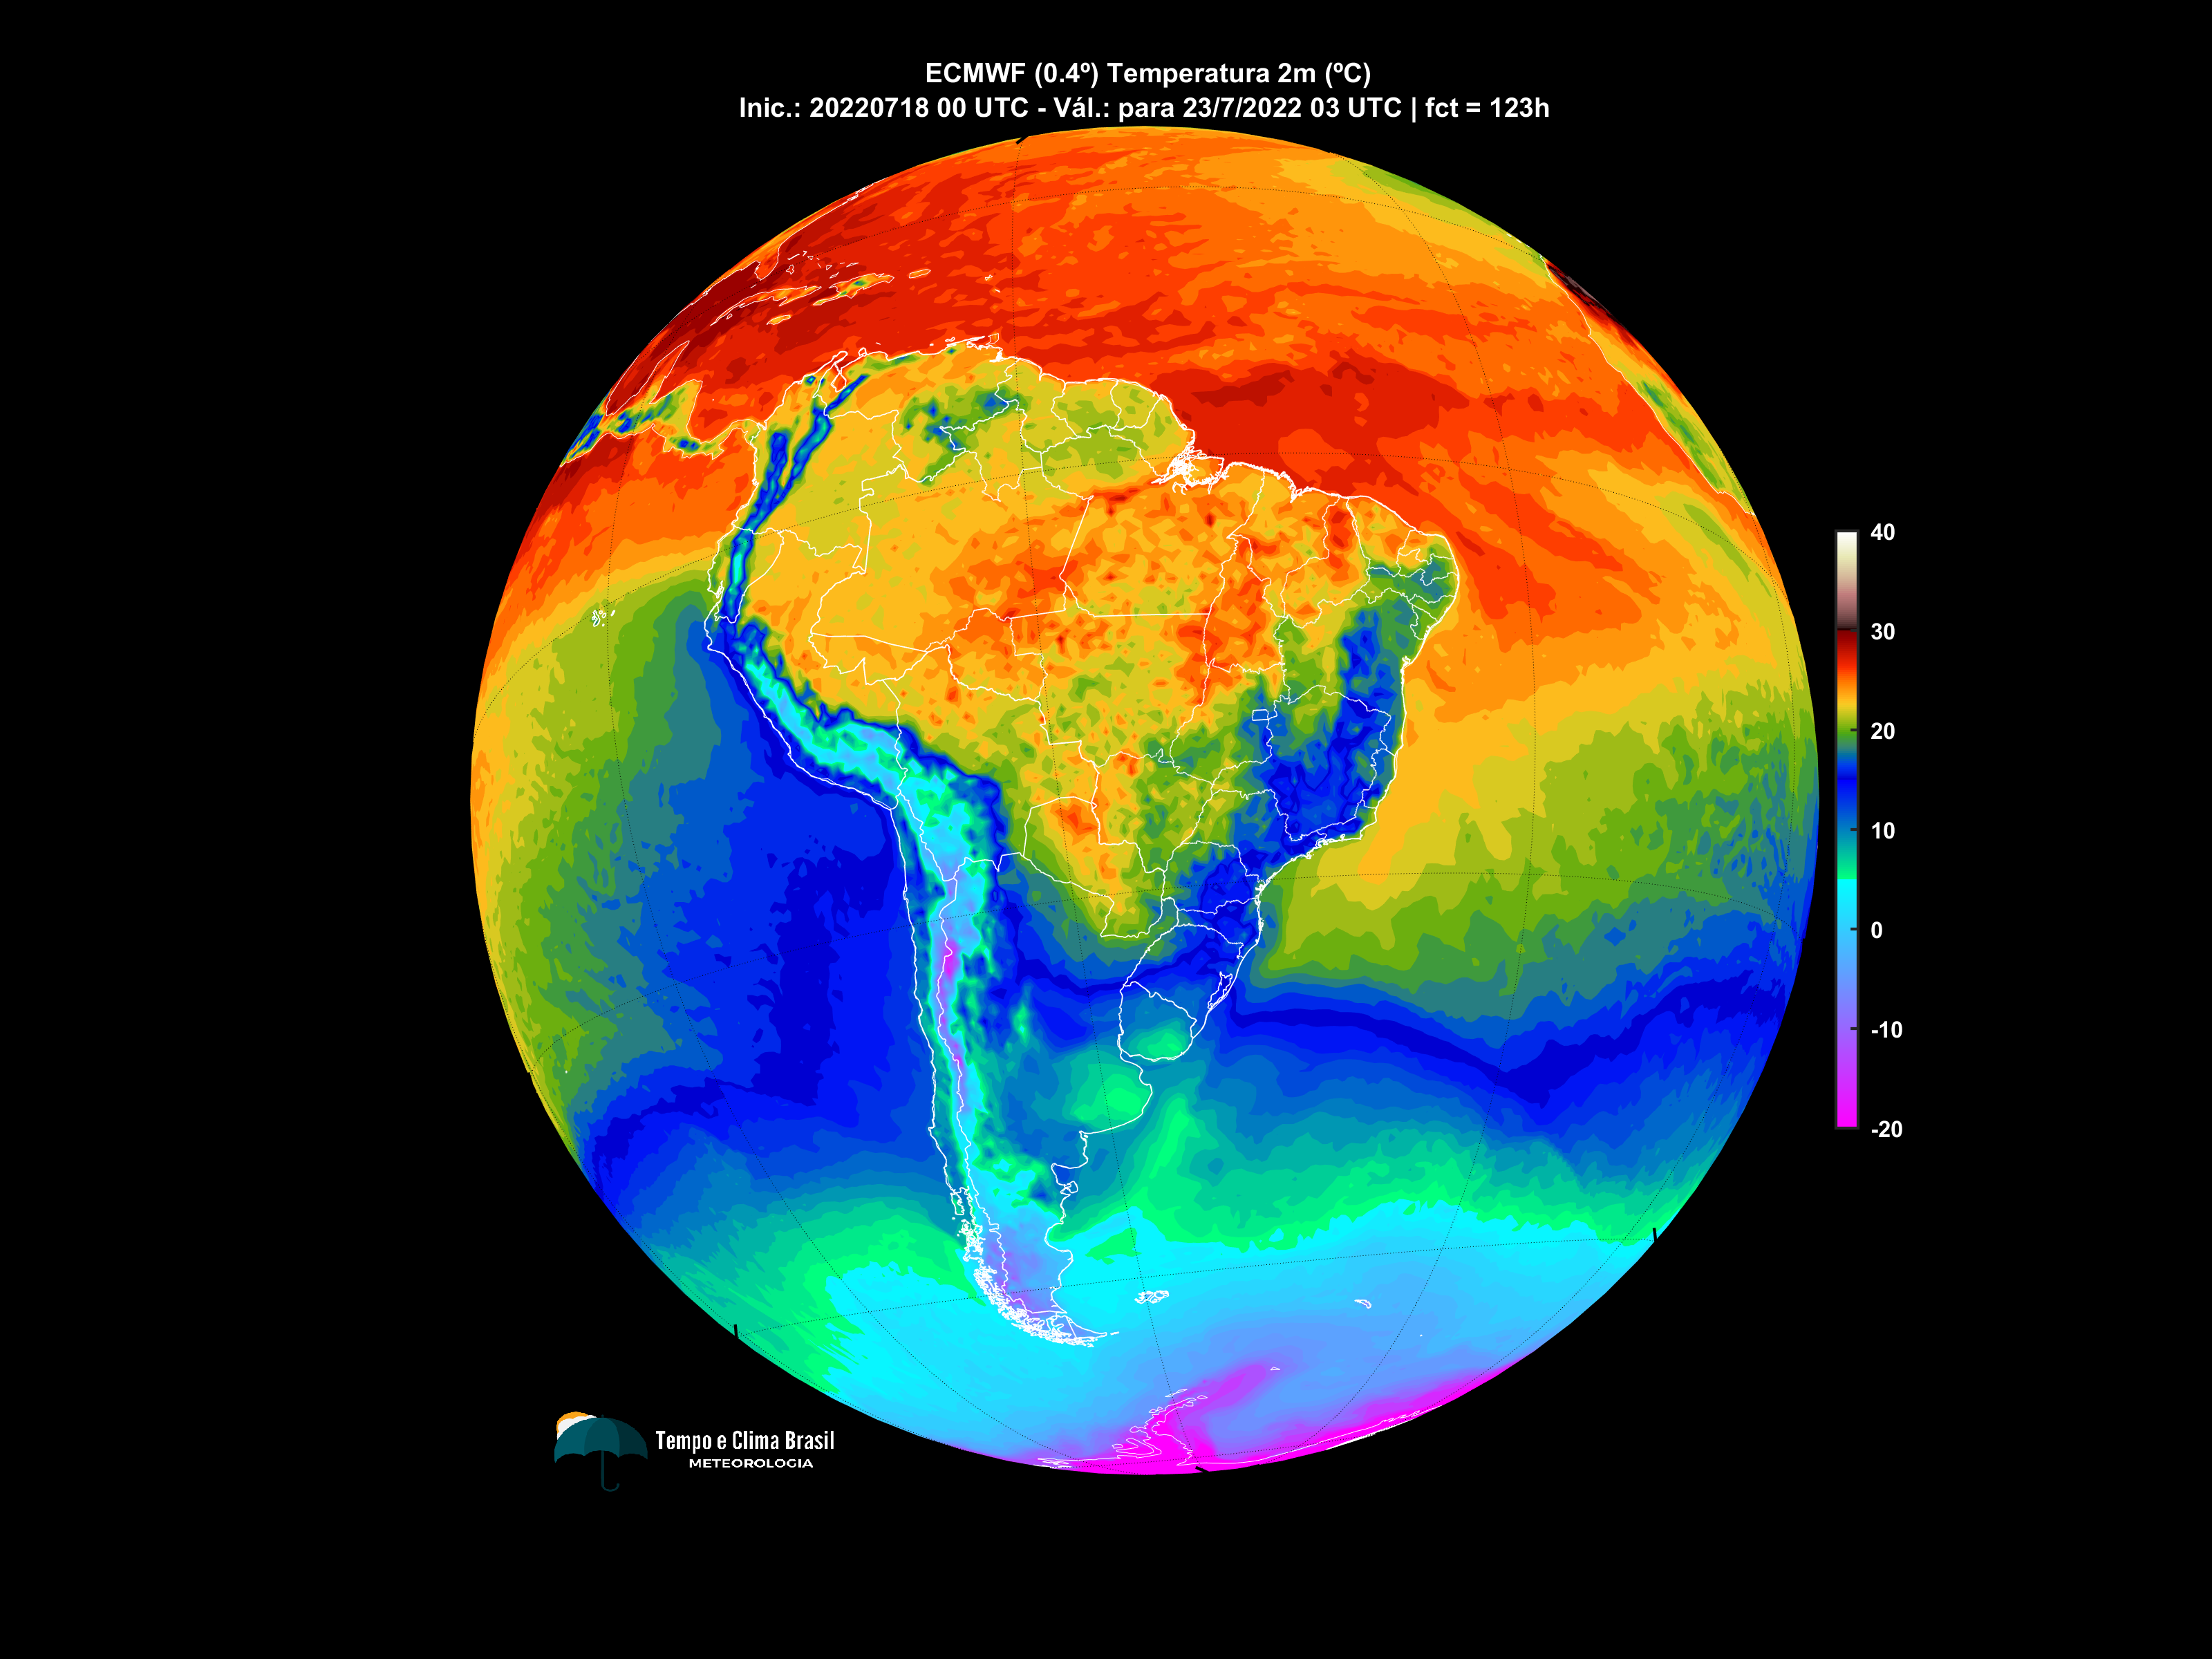 ECMWF (0.4º) Temperatura 2m (ºC)
Inic.: 20220718 00 UTC - Vál.: para 23/7/2022 03 UTC | fct = 123h
40
30
20
10
0
-10
-20
Tempo e Clima Brasil
METEOROLOGIA